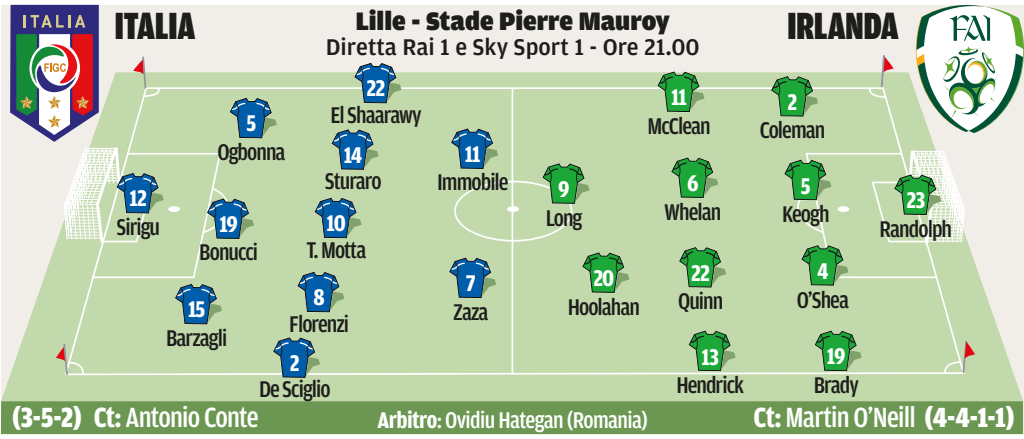 ITALIA
FIGC
ITALIA
Lille - Stade Pierre Mauroy
Diretta Rai 1 e Sky Sport 1 - Ore 21.00
IRLANDA
FAI
22
El Shaarawy
5
Ogbonna
14
Sturaro
11
Immobile
12
Sirigu
19
Bonucci
10
T. Motta
8
Florenzi
7
Zaza
15
Barzagli
2
De Sciglio
11
McClean
2
Coleman
9
Long
6
Whelan
5
Keogh
23
Randolph
20
Hoolahan
22
Quinn
4
O'Shea
13
Hendrick
19
Brady
(3-5-2) Ct: Antonio Conte
Arbitro: Ovidiu Hategan (Romania)
Ct: Martin O'Neill (4-4-1-1)